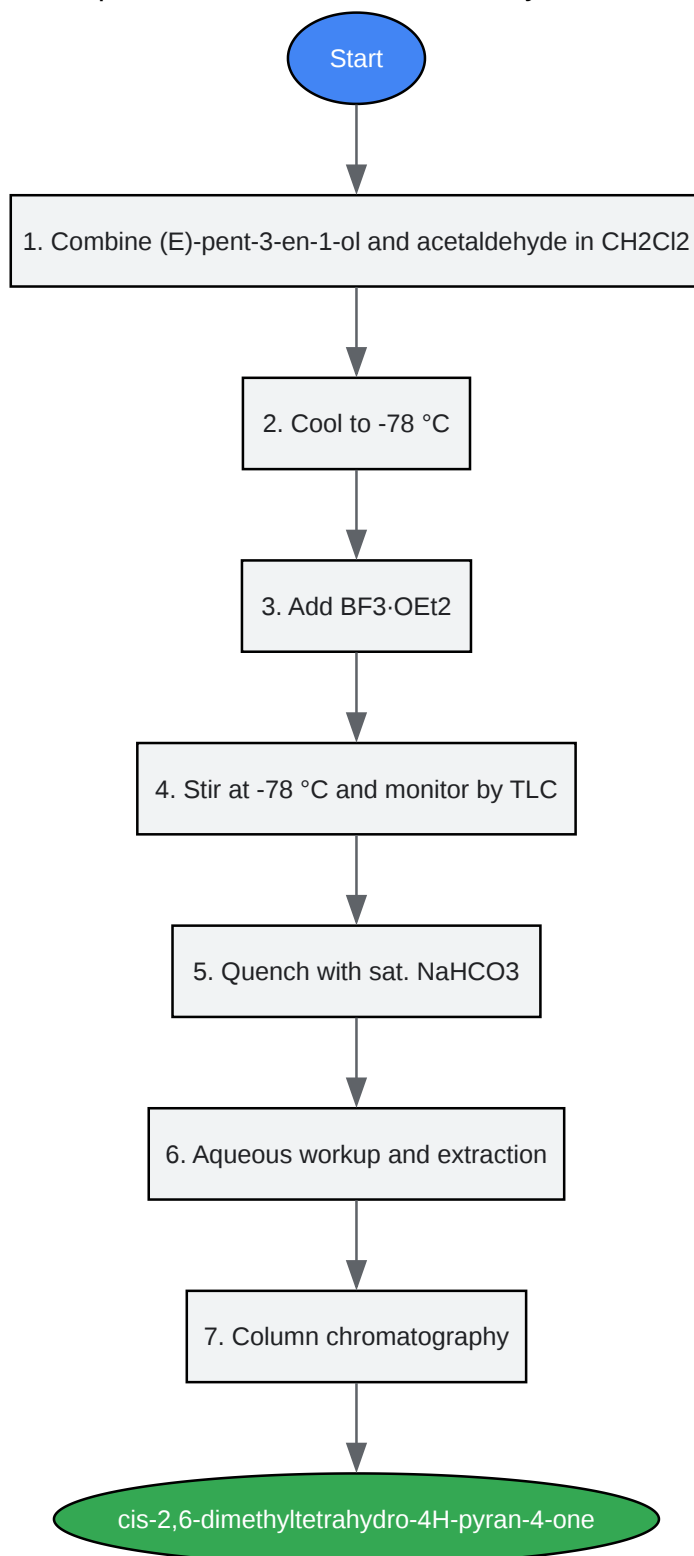 Start
1. Combine (E)-pent-3-en-1-ol and acetaldehyde in CH2Cl2
2. Cool to -78 °C
3. Add BF3·OEt2
4. Stir at -78 °C and monitor by TLC
5. Quench with sat. NaHCO3
6. Aqueous workup and extraction
7. Column chromatography
cis-2,6-dimethyltetrahydro-4H-pyran-4-one